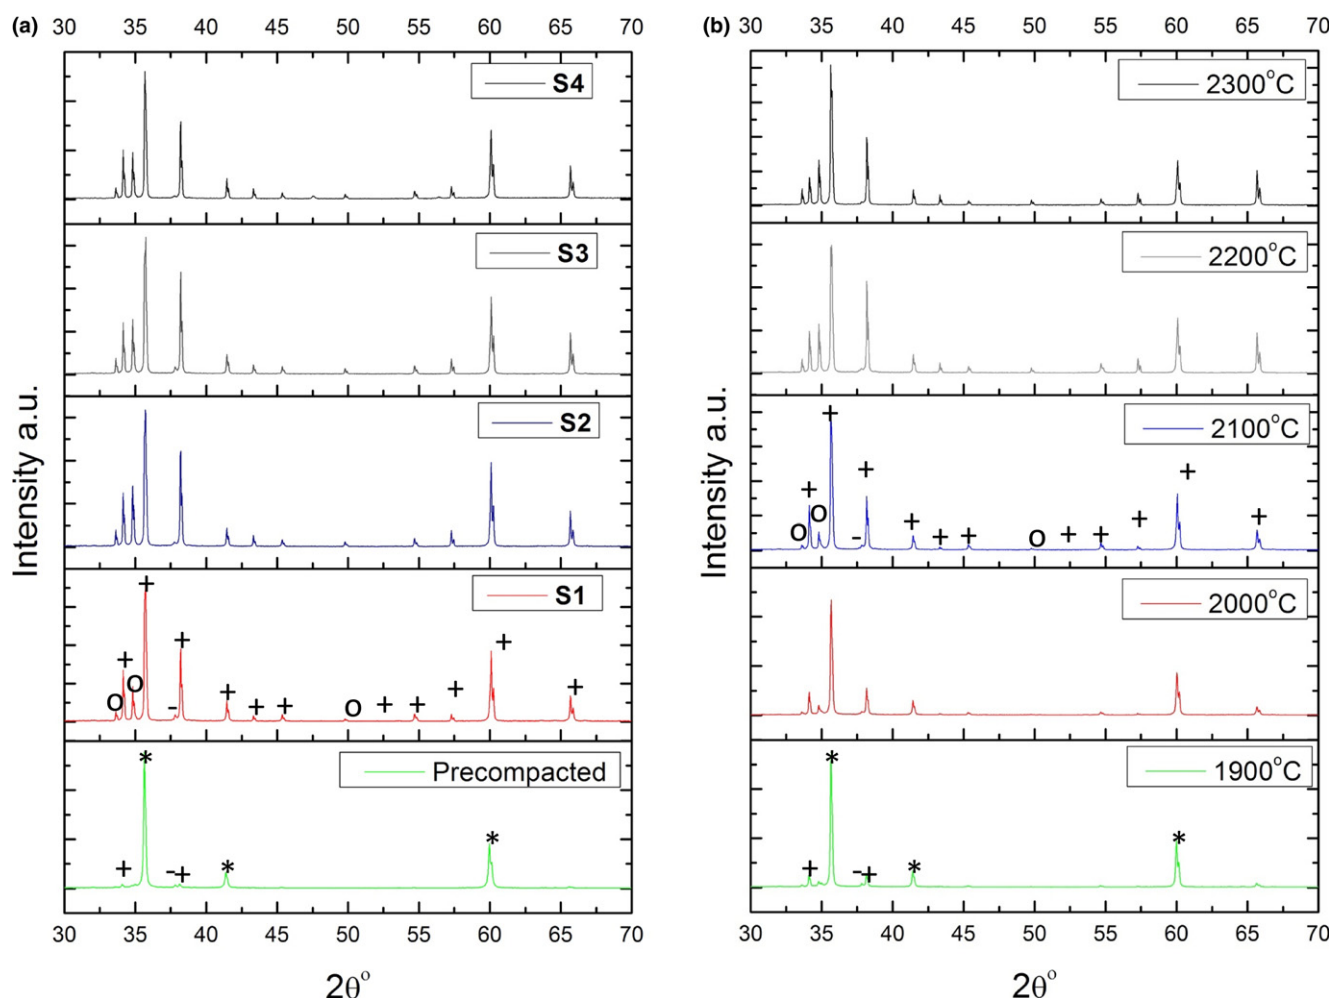 (a)
30 35 40 45 50 55 60 65 70
S4
S3
S2
S1
Precompacted
+ + o o - + + + + o + + + + +
* + - + * *
30 35 40 45 50 55 60 65 70
Intensity a.u.
2θ°
(b)
30 35 40 45 50 55 60 65 70
2300°C
2200°C
2100°C
2000°C
1900°C
+ + o o - + + + + o + + + + +
* + - + * *
30 35 40 45 50 55 60 65 70
Intensity a.u.
2θ°